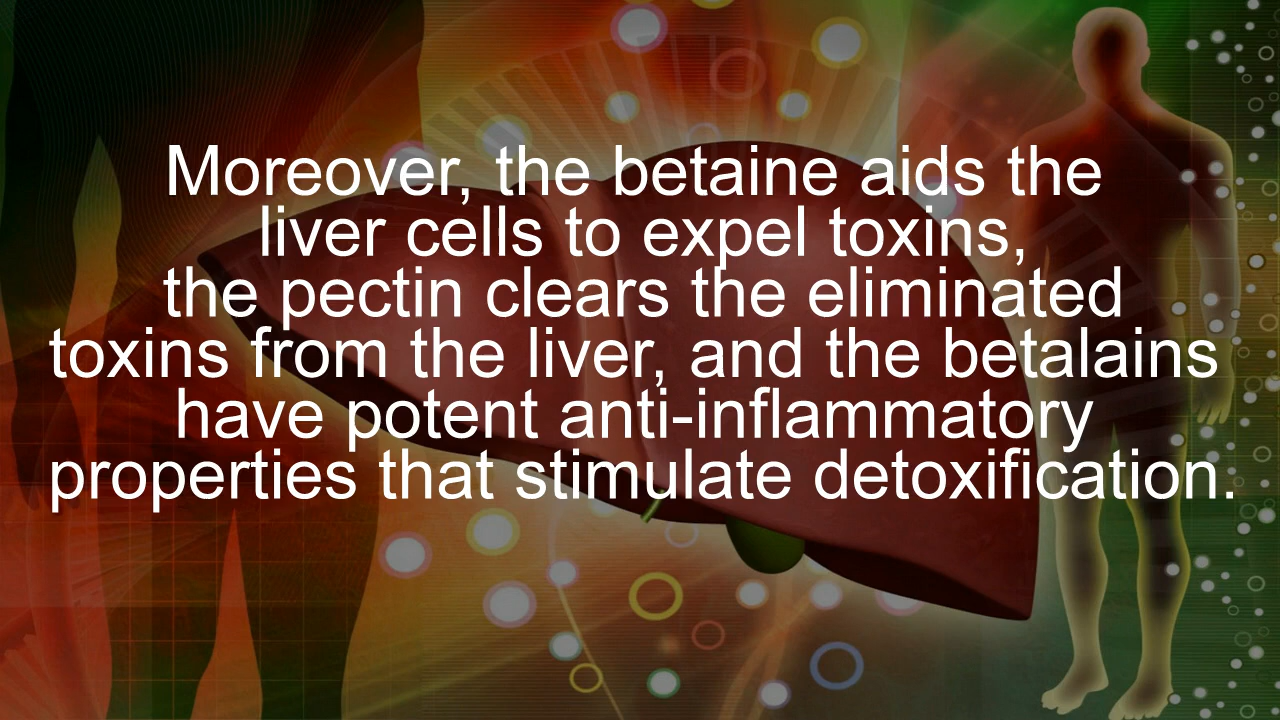 Moreover, the betaine aids the
liver cells to expel toxins,
the pectin clears the eliminated
toxins from the liver, and the betalains
have potent anti-inflammatory
properties that stimulate detoxification.